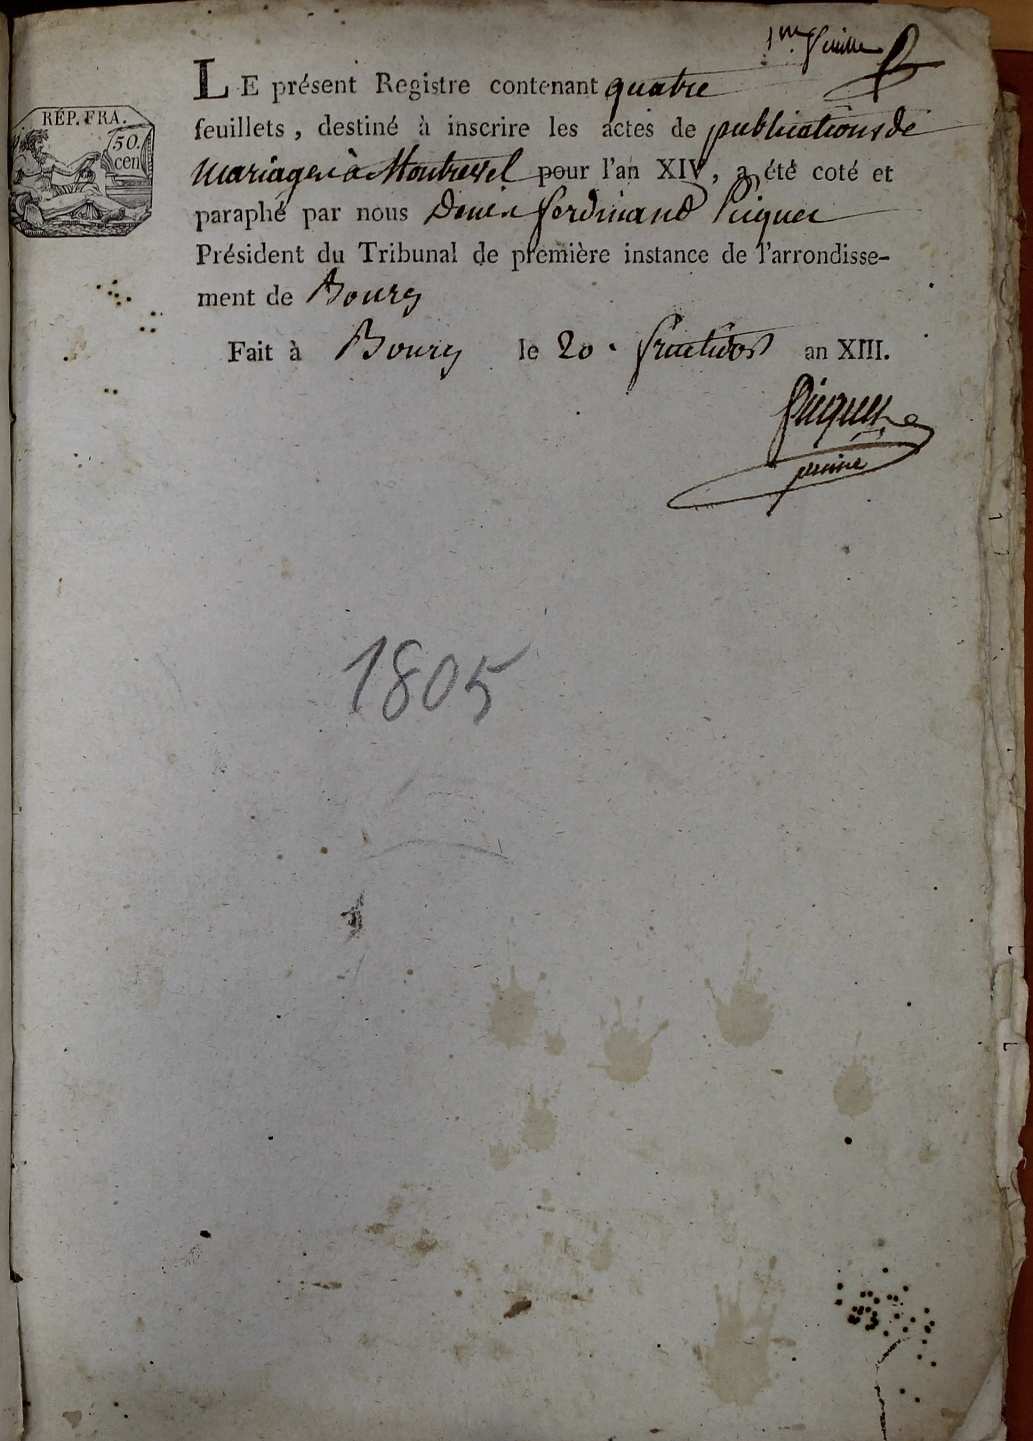 1re feuille
RÉP. FRA.
50.
cen
LE présent Registre contenant quatre
feuillets, destiné à inscrire les actes de publications de
mariages à Montrevel pour l'an XIV, a été coté et
paraphé par nous Denis ferdinand Picquet
Président du Tribunal de première instance de l'arrondisse-
ment de Bourg
Fait à Bourg le 20. fructidor an XIII.
Picquet
1805